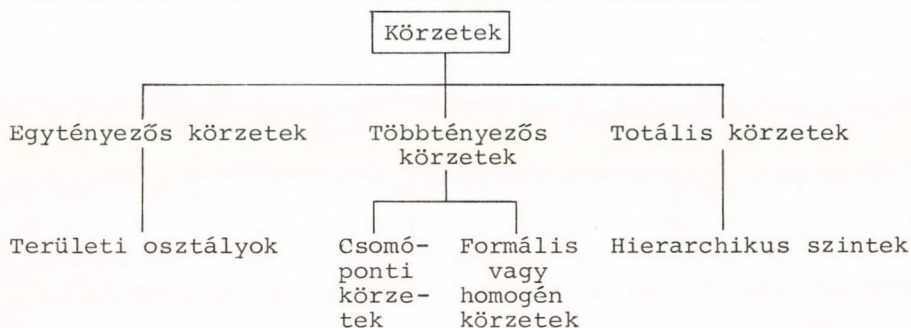 Körzetek
Egytényezős körzetek
Többtényezős
körzetek
Totális körzetek
Területi osztályok
Csomó-
ponti
körze-
tek
Formális
vagy
homogén
körzetek
Hierarchikus szintek